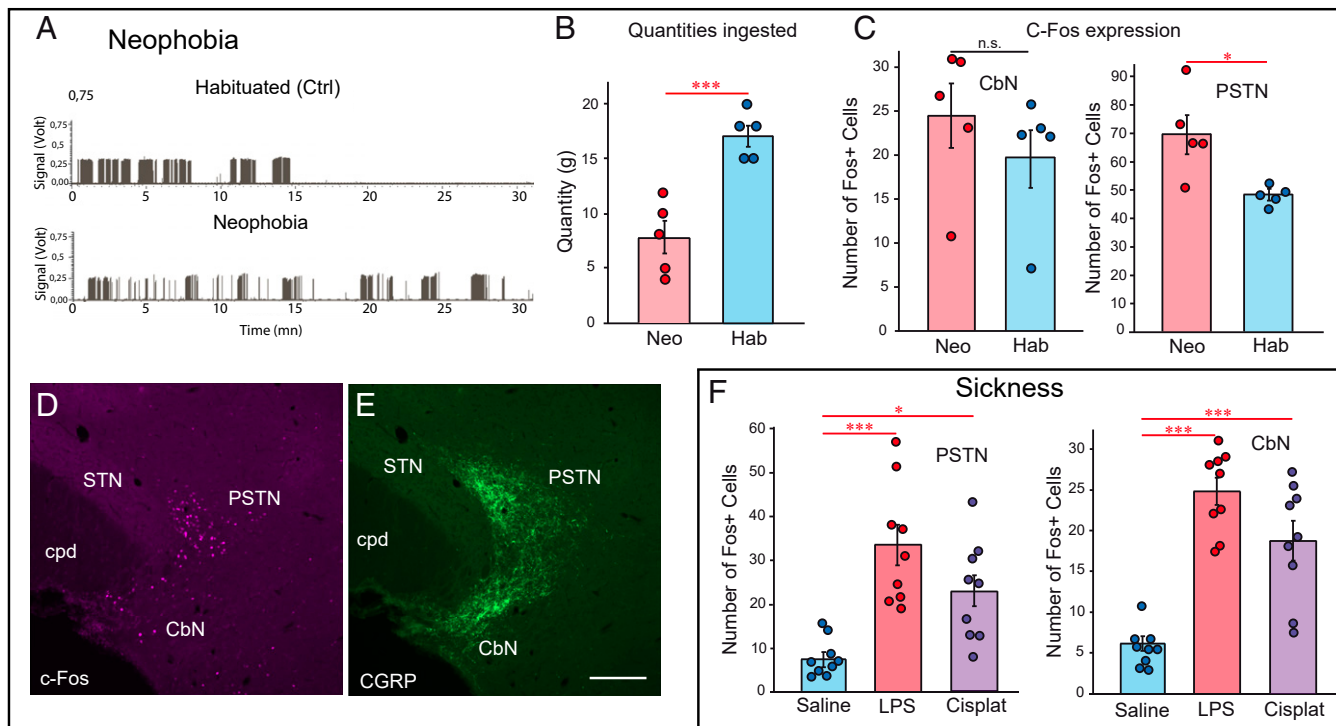 A
Neophobia
Habituated (Ctrl)
0,75
Signal (Volt)
0,75
0,50
0,25
0,00
0 5 10 15 20 25 30
Neophobia
Signal (Volt)
0,75
0,50
0,25
0,00
0 5 10 15 20 25 30
Time (mn)
B
Quantities ingested
***
Quantity (g)
20
15
10
5
0
Neo Hab
C
C-Fos expression
n.s.
CbN
Number of Fos+ Cells
30
25
20
15
10
5
0
Neo Hab
*
PSTN
Number of Fos+ Cells
90
80
70
60
50
40
30
20
10
0
Neo Hab
D
STN
PSTN
cpd
CbN
c-Fos
E
STN
PSTN
cpd
CbN
CGRP
F
Sickness
*
***
PSTN
Number of Fos+ Cells
60
50
40
30
20
10
0
Saline LPS Cisplat
***
***
CbN
Number of Fos+ Cells
30
25
20
15
10
5
0
Saline LPS Cisplat